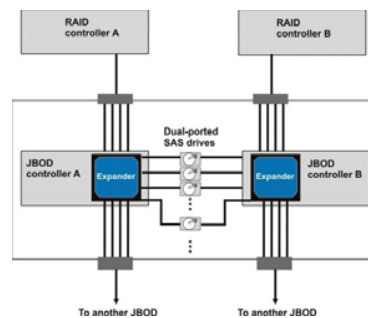 RAID
controller A
RAID
controller B
Dual-ported
SAS drives
JBOD
controller A
Expander
Expander
JBOD
controller B
To another JBOD
To another JBOD